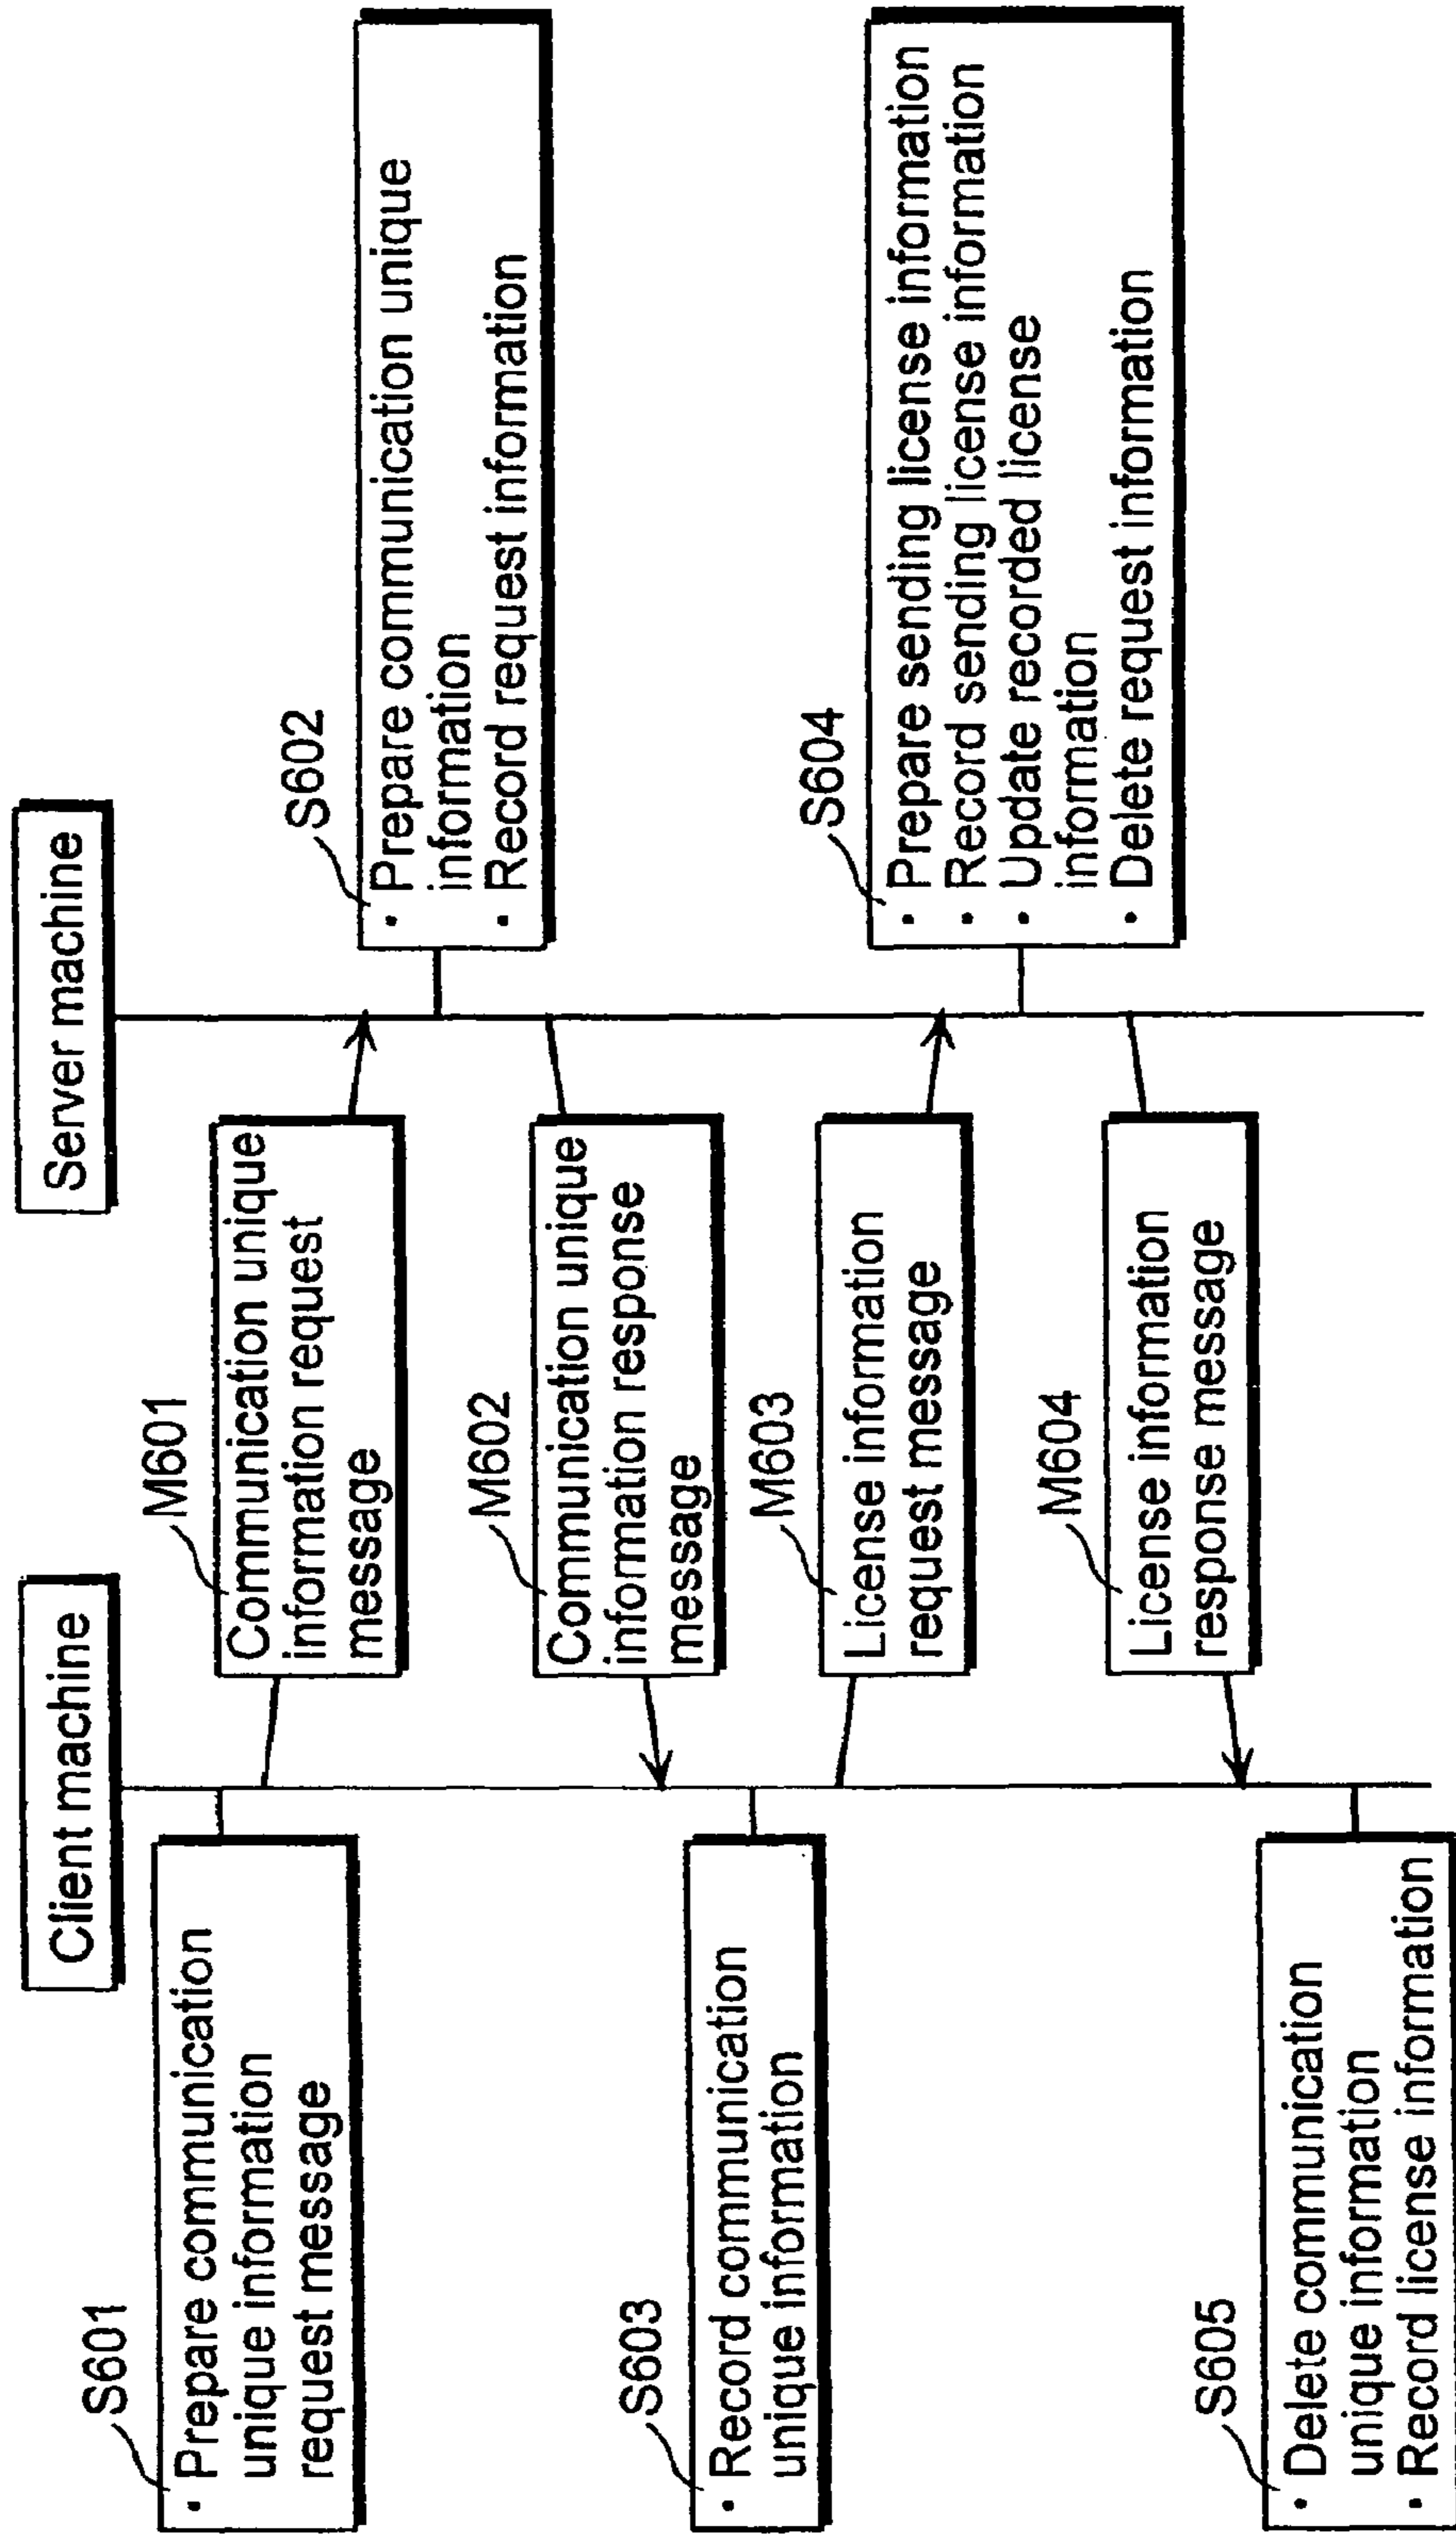 Client machine
Server machine
S601
・ Prepare communication
unique information
request message
M601
Communication unique
information request
message
S602
・ Prepare communication unique
information
・ Record request information
M602
Communication unique
information response
message
S603
・ Record communication
unique information
M603
License information
request message
S604
・ Prepare sending license information
・ Record sending license information
・ Update recorded license
information
・ Delete request information
M604
License information
response message
S605
・ Delete communication
unique information
・ Record license information